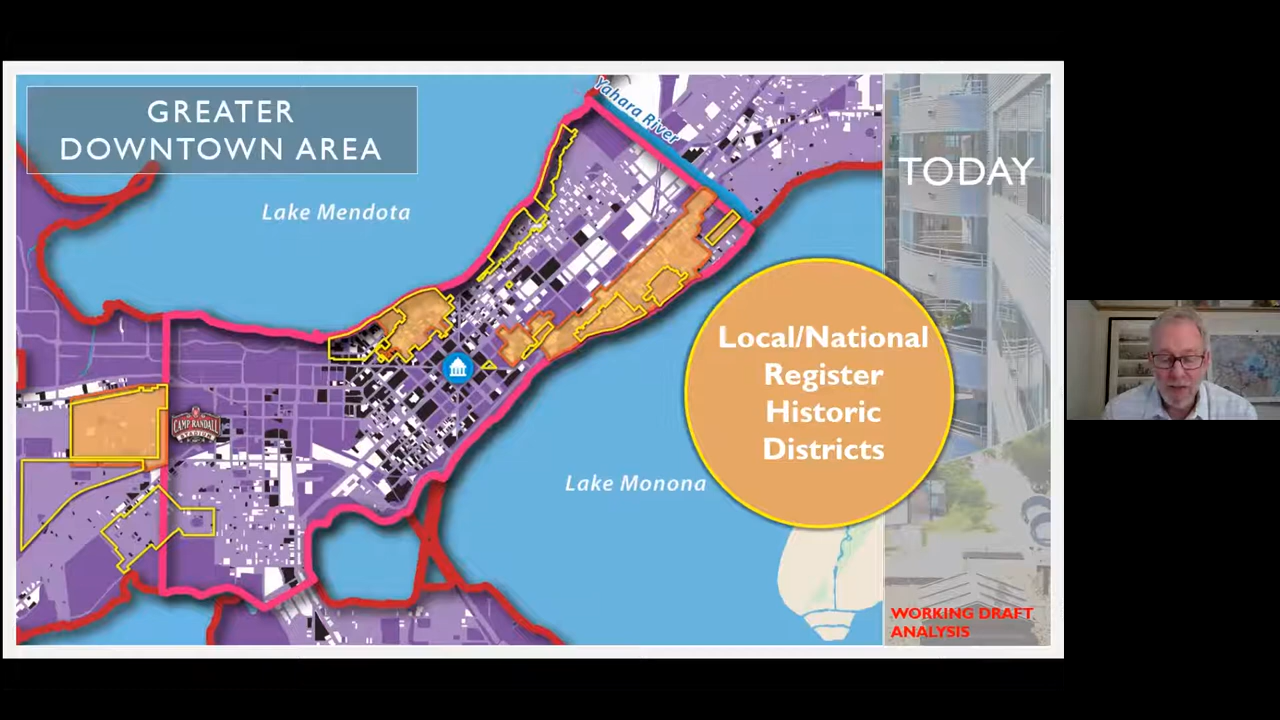 GREATER
DOWNTOWN AREA
Yahara River
Lake Mendota
TODAY
CAMP RANDALL
STADIUM
Local/National
Register
Historic
Districts
Lake Monona
WORKING DRAFT
ANALYSIS